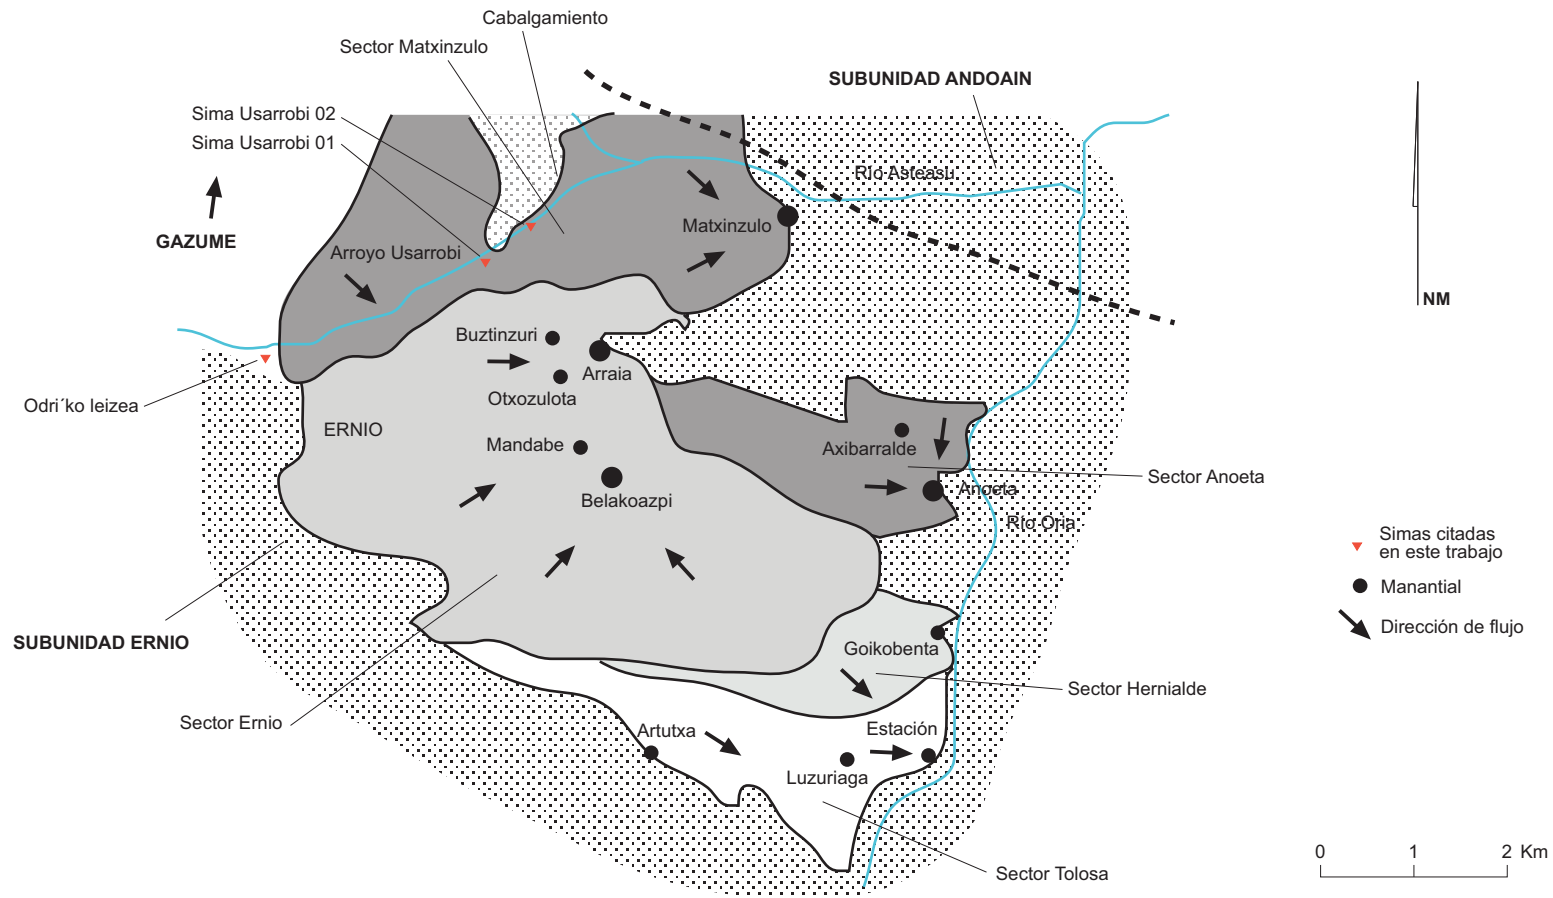 Cabalgamiento
Sector Matxinzulo
SUBUNIDAD ANDOAIN
Sima Usarrobi 02
Sima Usarrobi 01
Río Asteasu
GAZUME
Matxinzulo
Arroyo Usarrobi
NM
Buztinzuri
Arraia
Otxozulota
Odri´ko leizea
ERNIO
Mandabe
Axibarralde
Sector Anoeta
Belakoazpi
Anoeta
Río Oria
Simas citadas
en este trabajo
Manantial
Dirección de flujo
SUBUNIDAD ERNIO
Goikobenta
Sector Hernialde
Sector Ernio
Artutxa
Estación
Luzuriaga
Sector Tolosa
0 1 2 Km